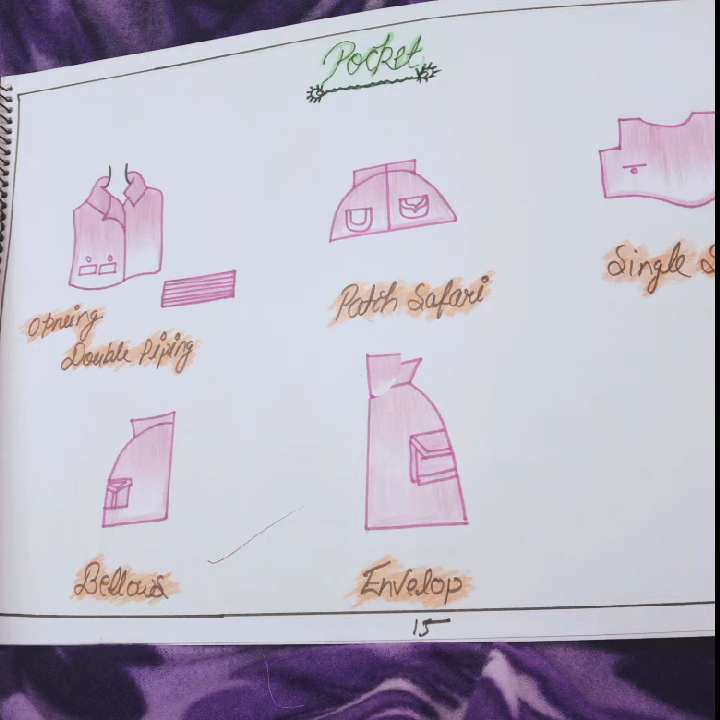 Pocket
Opneing
Double Piping
Patch Safari
Single S
Bellows
Envelop
15